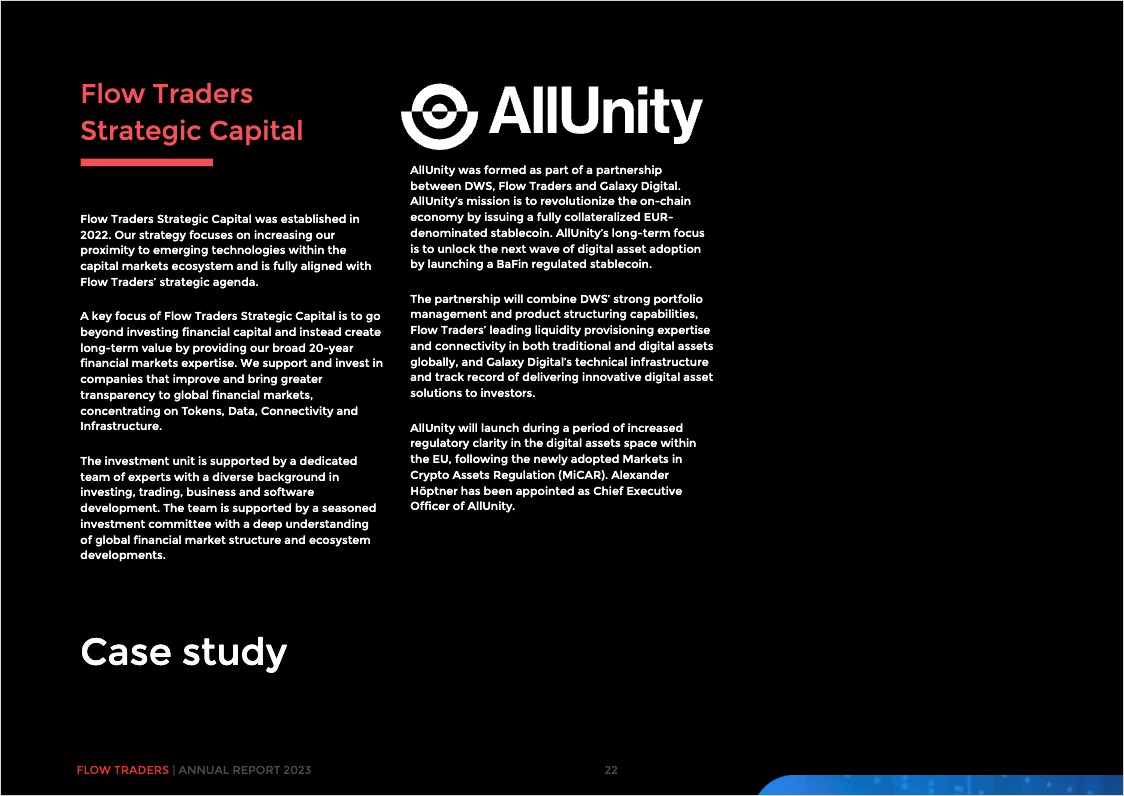 Flow Traders
Strategic Capital
Flow Traders Strategic Capital was established in
2022. Our strategy focuses on increasing our
proximity to emerging technologies within the
capital markets ecosystem and is fully aligned with
Flow Traders’ strategic agenda.
A key focus of Flow Traders Strategic Capital is to go
beyond investing financial capital and instead create
long-term value by providing our broad 20-year
financial markets expertise. We support and invest in
companies that improve and bring greater
transparency to global financial markets,
concentrating on Tokens, Data, Connectivity and
Infrastructure.
The investment unit is supported by a dedicated
team of experts with a diverse background in
investing, trading, business and software
development. The team is supported by a seasoned
investment committee with a deep understanding
of global financial market structure and ecosystem
developments.
AllUnity
AllUnity was formed as part of a partnership
between DWS, Flow Traders and Galaxy Digital.
AllUnity’s mission is to revolutionize the on-chain
economy by issuing a fully collateralized EUR-
denominated stablecoin. AllUnity’s long-term focus
is to unlock the next wave of digital asset adoption
by launching a BaFin regulated stablecoin.
The partnership will combine DWS’ strong portfolio
management and product structuring capabilities,
Flow Traders’ leading liquidity provisioning expertise
and connectivity in both traditional and digital assets
globally, and Galaxy Digital’s technical infrastructure
and track record of delivering innovative digital asset
solutions to investors.
AllUnity will launch during a period of increased
regulatory clarity in the digital assets space within
the EU, following the newly adopted Markets in
Crypto Assets Regulation (MiCAR). Alexander
Höptner has been appointed as Chief Executive
Officer of AllUnity.
Case study
FLOW TRADERS | ANNUAL REPORT 2023
22